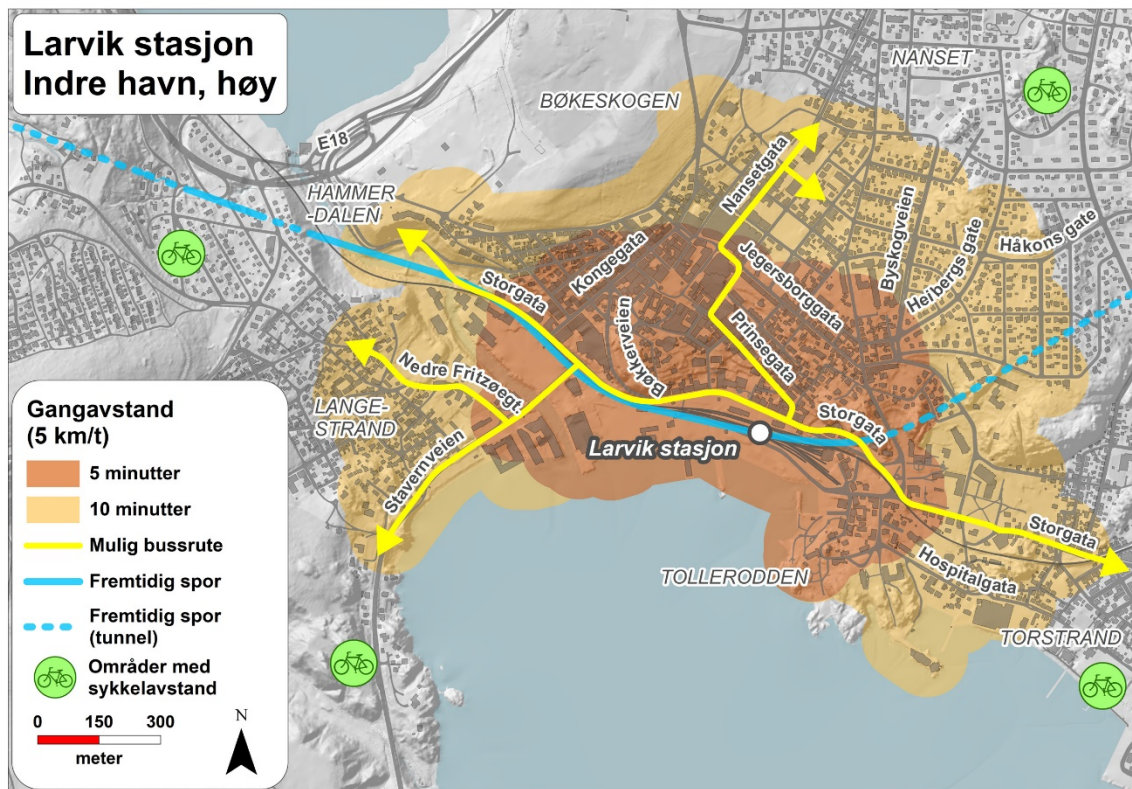 Larvik stasjon
Indre havn, høy
NANSET
BØKESKOGEN
E18
HAMMER
-DALEN
Nansetgata
Håkons gate
Byskogveien
Heibergs gate
Kongegata
Jegersborggata
Storgata
Prinsegata
Bøkkerveien
Nedre Fritzøegt.
LANGE-
STRAND
Storgata
Larvik stasjon
Stavernveien
Storgata
Hospitalgata
TOLLERODDEN
TORSTRAND
Gangavstand
(5 km/t)
5 minutter
10 minutter
Mulig bussrute
Fremtidig spor
Fremtidig spor
(tunnel)
Områder med
sykkelavstand
0 150 300
meter
N